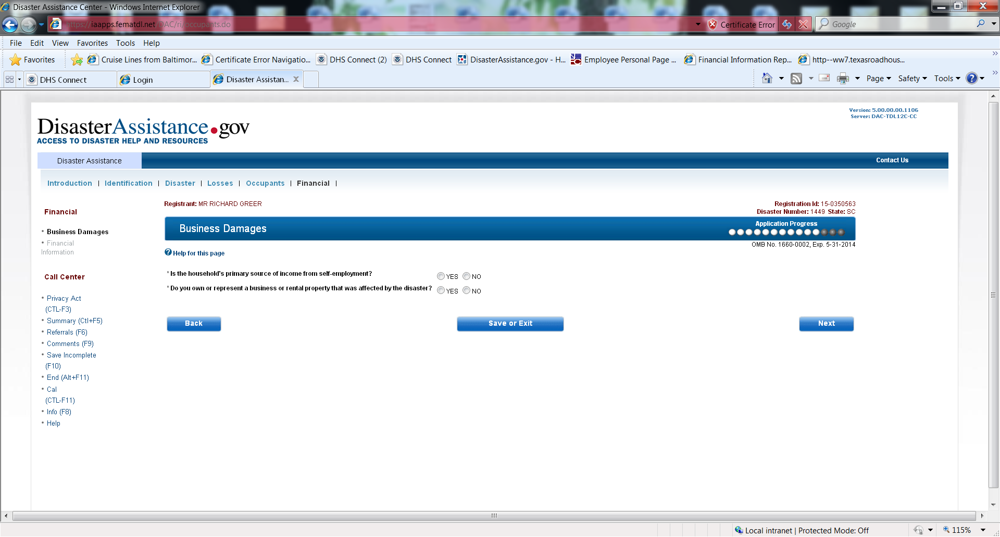 Disaster Assistance Center - Windows Internet Explorer
https://iaapps.fematdl.net/DAC/ri/occupants.do
Certificate Error
Google
File Edit View Favorites Tools Help
Favorites Cruise Lines from Baltimor... Certificate Error Navigatio... DHS Connect (2) DHS Connect DisasterAssistance.gov - H... Employee Personal Page ... Financial Information Rep... http--ww7.texasroadhous...
DHS Connect Login Disaster Assistan... Page Safety Tools
Version: 5.00.00.00.1106
Server: DAC-TDL12C-CC
DisasterAssistance.gov
ACCESS TO DISASTER HELP AND RESOURCES
Disaster Assistance Contact Us
Introduction | Identification | Disaster | Losses | Occupants | Financial |
Registrant: MR RICHARD GREER
Registration Id: 15-0350563
Disaster Number: 1449 State: SC
Financial
• Business Damages
• Financial
Information
Business Damages
Application Progress
OMB No. 1660-0002, Exp. 5-31-2014
? Help for this page
* Is the household's primary source of income from self-employment? YES NO
* Do you own or represent a business or rental property that was affected by the disaster? YES NO
Back Save or Exit Next
Call Center
• Privacy Act
(CTL-F3)
• Summary (Ctl+F5)
• Referrals (F6)
• Comments (F9)
• Save Incomplete
(F10)
• End (Alt+F11)
• Cal
(CTL-F11)
• Info (F8)
• Help
Local intranet | Protected Mode: Off 115%